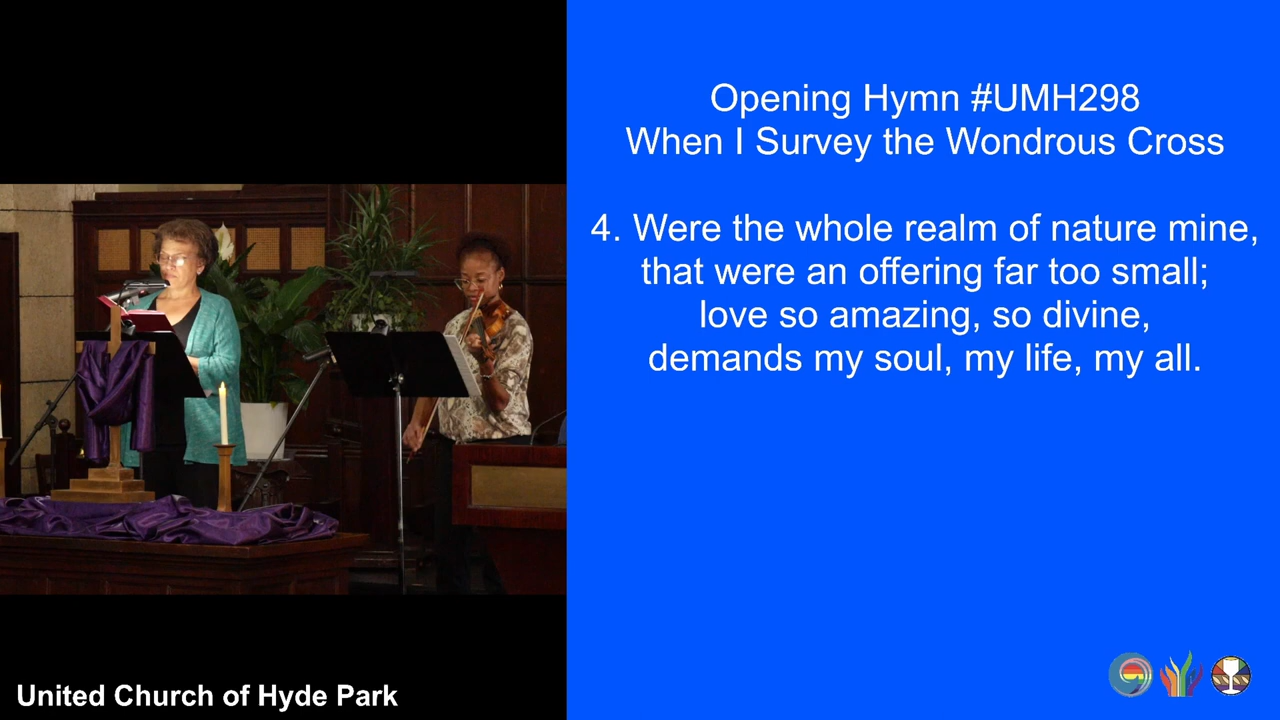 Opening Hymn #UMH298
When I Survey the Wondrous Cross
4. Were the whole realm of nature mine,
that were an offering far too small;
love so amazing, so divine,
demands my soul, my life, my all.
United Church of Hyde Park